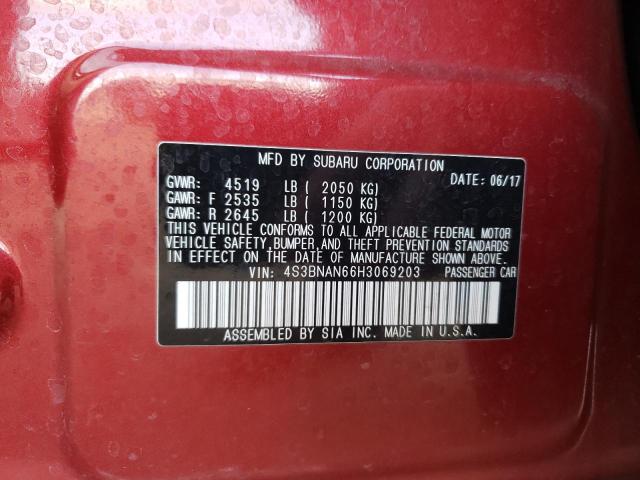 MFD BY SUBARU CORPORATION
GVWR: 4519 LB ( 2050 KG) DATE: 06/17
GAWR: F 2535 LB ( 1150 KG)
GAWR: R 2645 LB ( 1200 KG)
THIS VEHICLE CONFORMS TO ALL APPLICABLE FEDERAL MOTOR
VEHICLE SAFETY, BUMPER, AND THEFT PREVENTION STANDARDS
IN EFFECT ON THE DATE OF MANUFACTURE SHOWN ABOVE.
VIN: 4S3BNAN66H3069203 PASSENGER CAR
ASSEMBLED BY SIA INC. MADE IN U.S.A.